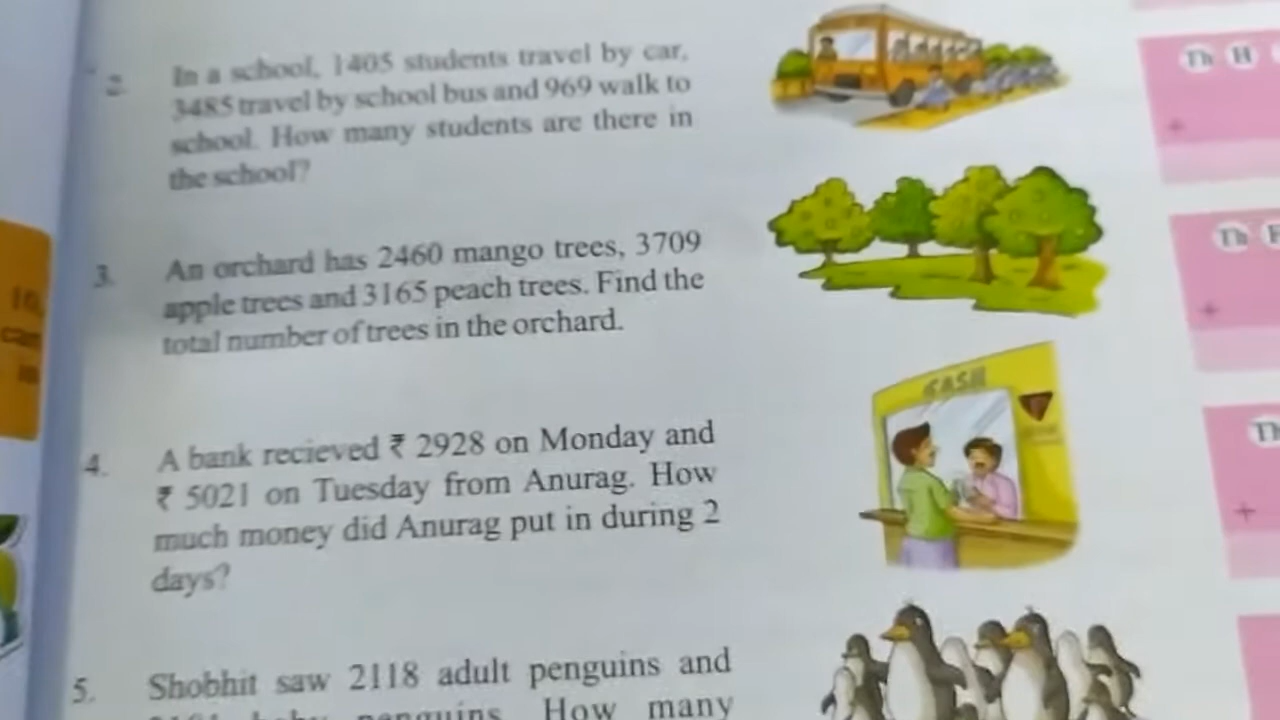 2. In a school, 1405 students travel by car,
3485 travel by school bus and 969 walk to
school. How many students are there in
the school?
Th H
+
3. An orchard has 2460 mango trees, 3709
apple trees and 3165 peach trees. Find the
total number of trees in the orchard.
Th
+
CASH
4. A bank recieved ₹ 2928 on Monday and
₹ 5021 on Tuesday from Anurag. How
much money did Anurag put in during 2
days?
+
5. Shobhit saw 2118 adult penguins and
baby penguins. How many